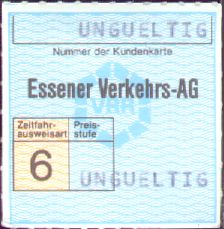 UNGUELTIG
Nummer der Kundenkarte
Essener Verkehrs-AG
VRR
Zeitfahr- Preis-
ausweisart stufe
6
UNGUELTIG